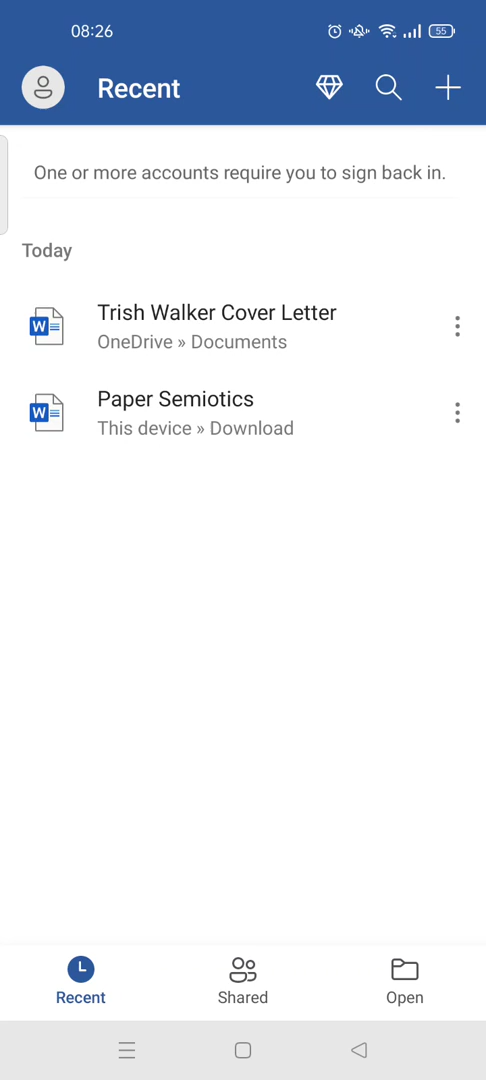 08:26
55
Recent
One or more accounts require you to sign back in.
Today
W
Trish Walker Cover Letter
OneDrive » Documents
W
Paper Semiotics
This device » Download
Recent
Shared
Open